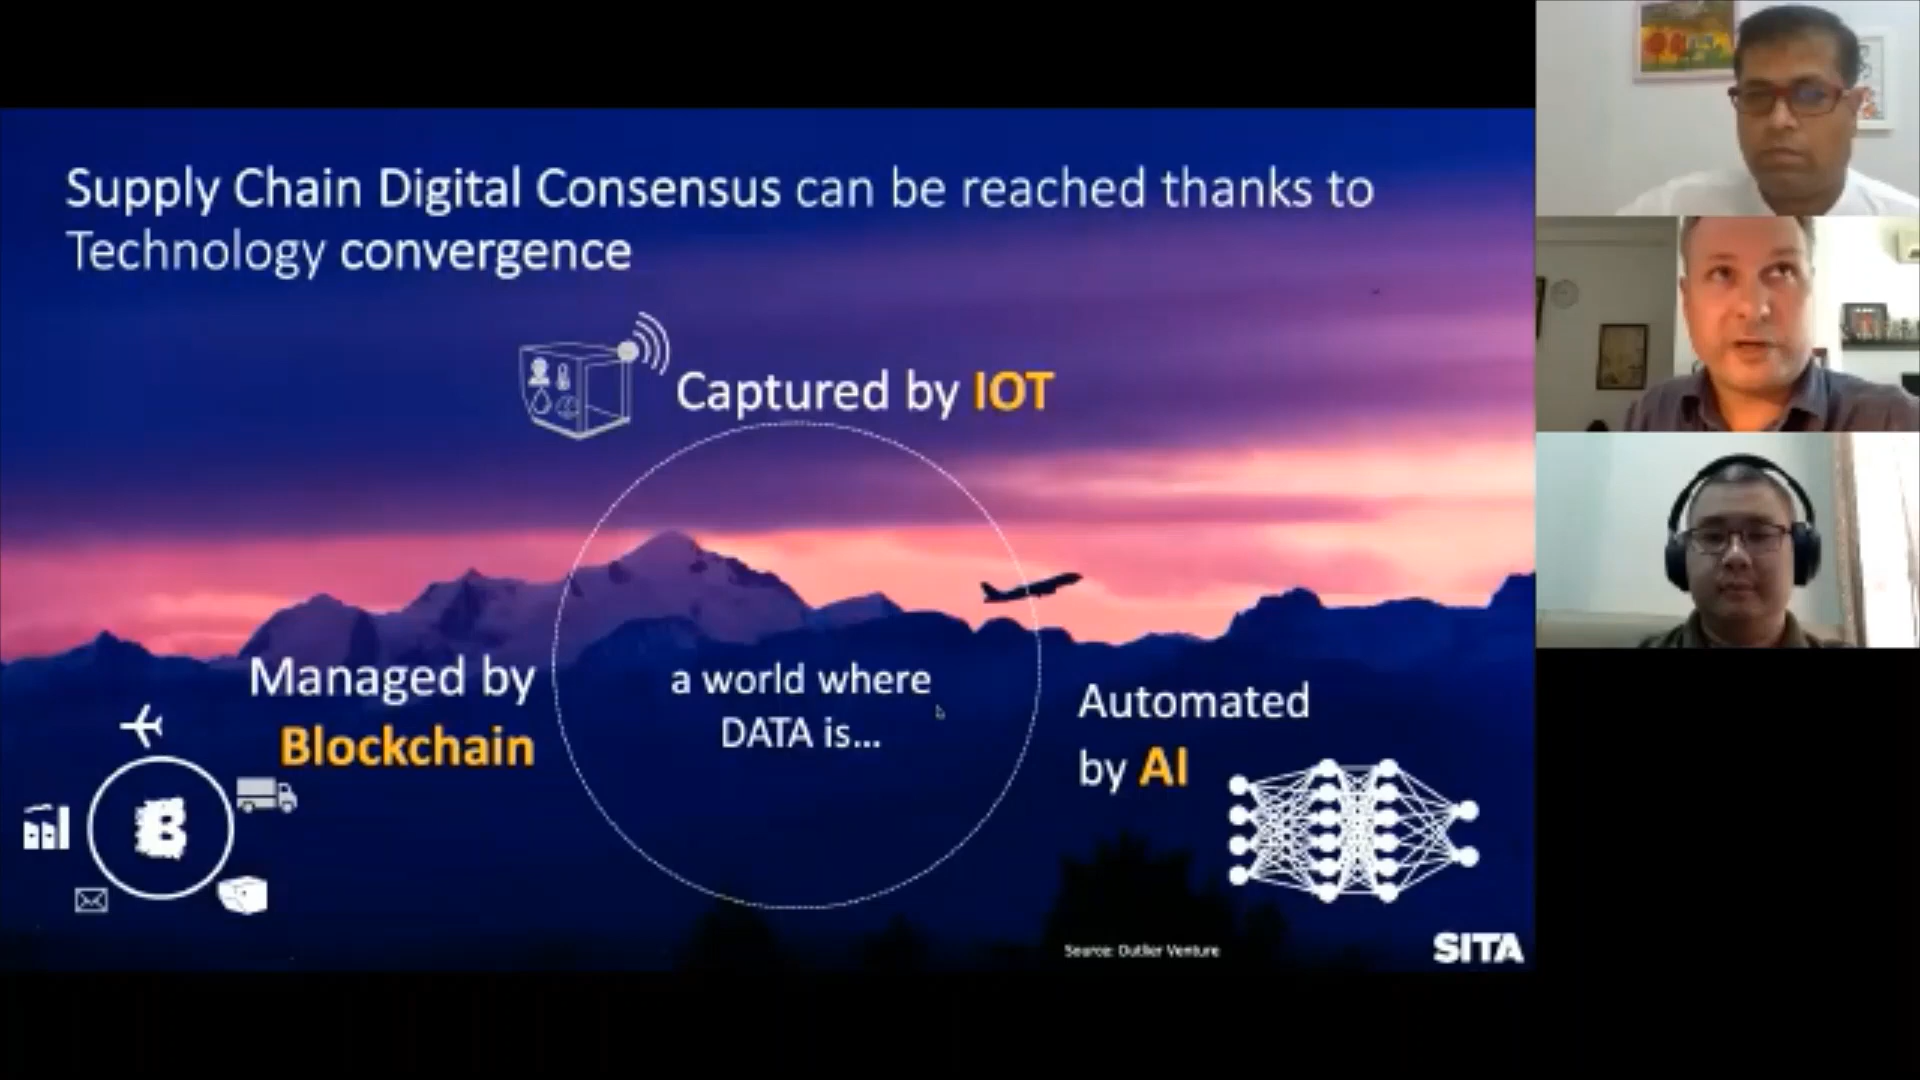 Supply Chain Digital Consensus can be reached thanks to
Technology convergence
Captured by IOT
Managed by
Blockchain
a world where
DATA is...
Automated
by AI
B
Source: Outlier Venture
SITA